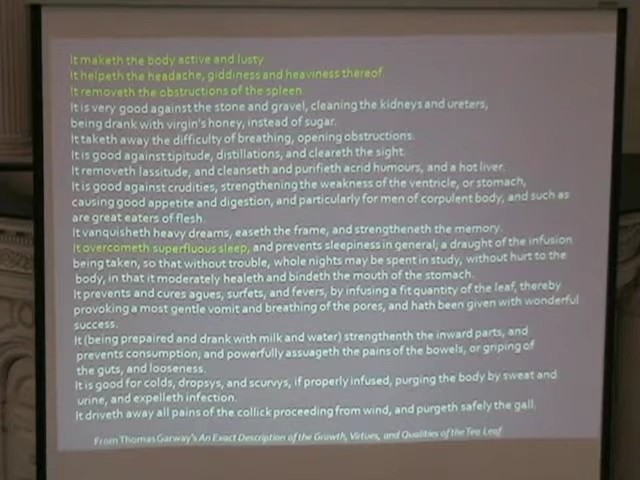 It maketh the body active and lusty
It helpeth the headache, giddiness and heaviness thereof.
It removeth the obstructions of the spleen.
It is very good against the stone and gravel, cleaning the kidneys and ureters,
being drank with virgin's honey, instead of sugar.
It taketh away the difficulty of breathing, opening obstructions.
It is good against tipitude, distillations, and cleareth the sight.
It removeth lassitude, and cleanseth and purifieth acrid humours, and a hot liver.
It is good against crudities, strengthening the weakness of the ventricle, or stomach,
causing good appetite and digestion, and particularly for men of corpulent body, and such as
are great eaters of flesh.
It vanquisheth heavy dreams, easeth the frame, and strengtheneth the memory.
It overcometh superfluous sleep, and prevents sleepiness in general, a draught of the infusion
being taken, so that without trouble, whole nights may be spent in study, without hurt to the
body, in that it moderately healeth and bindeth the mouth of the stomach.
It prevents and cures agues, surfets, and fevers, by infusing a fit quantity of the leaf, thereby
provoking a most gentle vomit and breathing of the pores, and hath been given with wonderful
success.
It (being prepaired and drank with milk and water) strengthenth the inward parts, and
prevents consumption, and powerfully assuageth the pains of the bowels, or griping of
the guts, and looseness.
It is good for colds, dropsys, and scurvys, if properly infused, purging the body by sweat and
urine, and expelleth infection.
It driveth away all pains of the collick proceeding from wind, and purgeth safely the gall.
From Thomas Garway's An Exact Description of the Growth, Virtues, and Qualities of the Tea Leaf